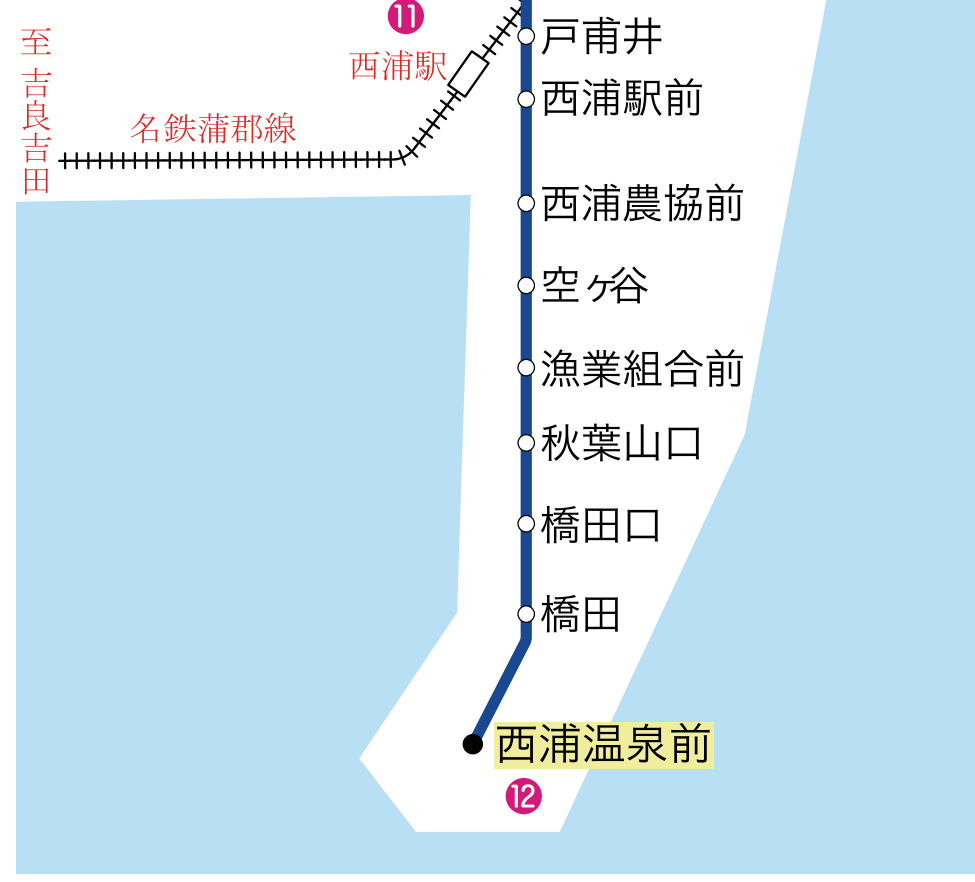 ⓫
戸甫井
西浦駅
西浦駅前
至 吉良吉田
名鉄蒲郡線
西浦農協前
空ヶ谷
漁業組合前
秋葉山口
橋田口
橋田
西浦温泉前
⓬